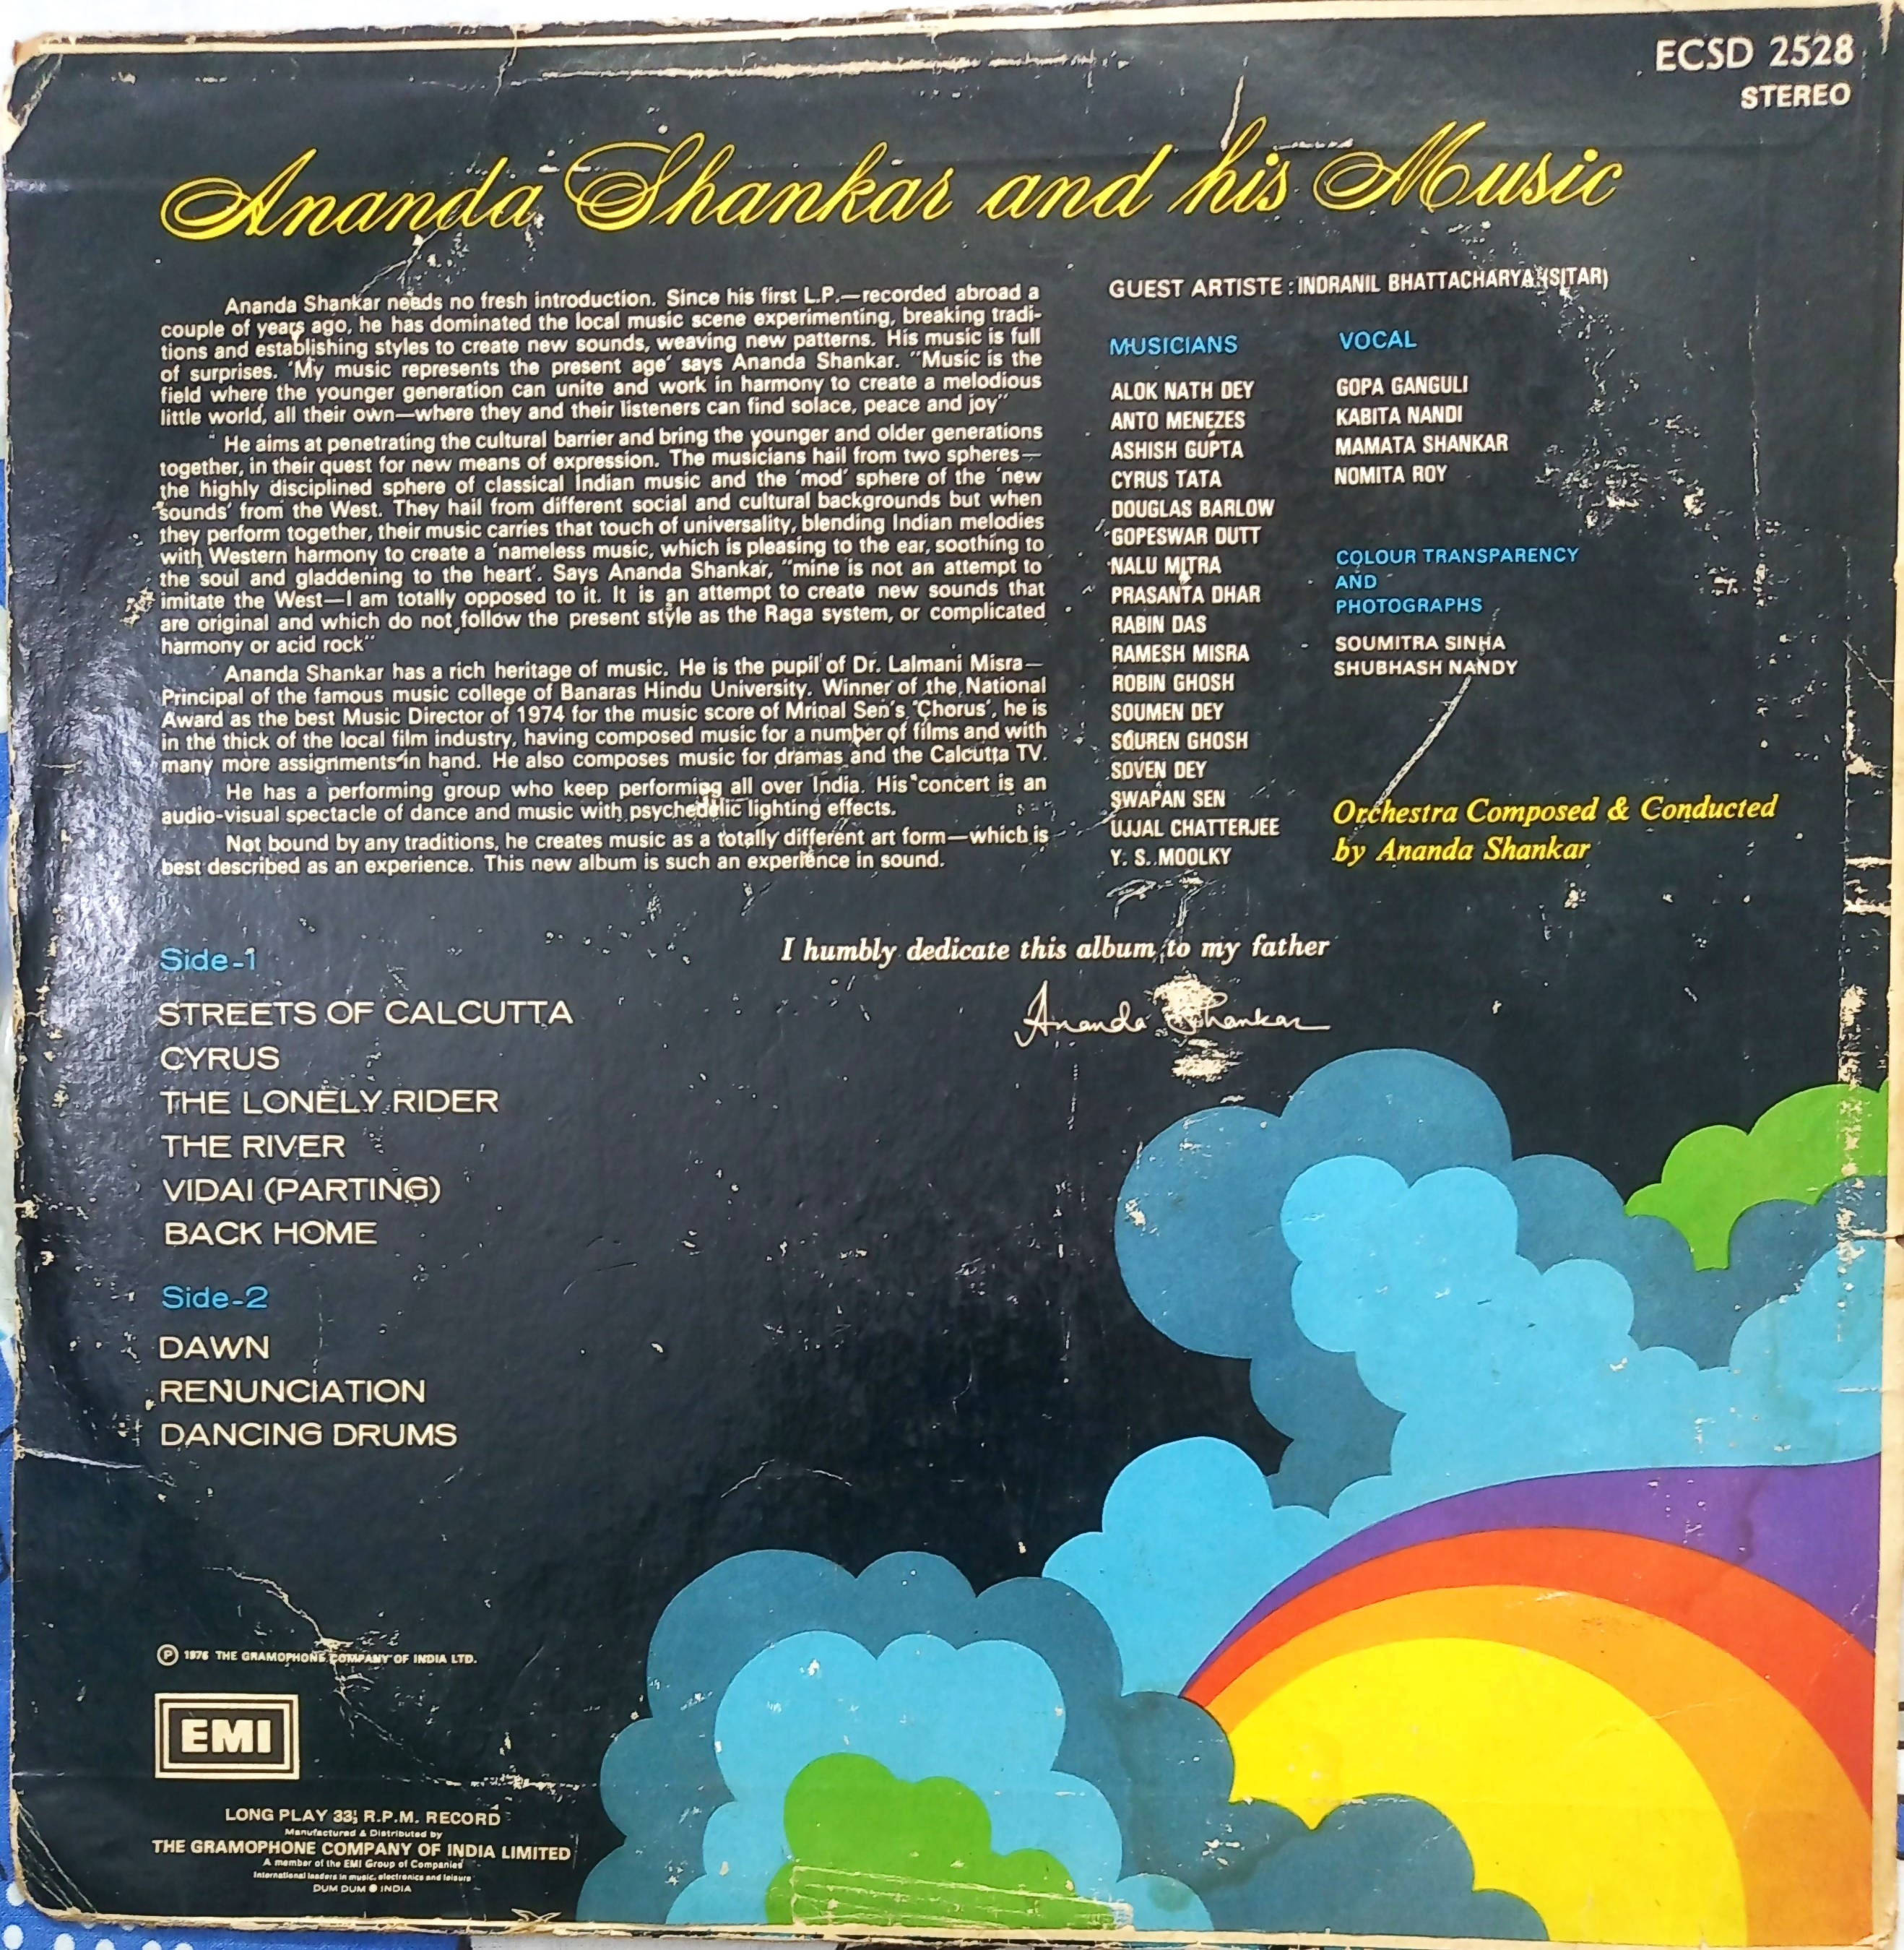 ECSD 2528
STEREO
Ananda Shankar and his Music
Ananda Shankar needs no fresh introduction. Since his first L.P.—recorded abroad a
couple of years ago, he has dominated the local music scene experimenting, breaking tradi-
tions and establishing styles to create new sounds, weaving new patterns. His music is full
of surprises. 'My music represents the present age' says Ananda Shankar. "Music is the
field where the younger generation can unite and work in harmony to create a melodious
little world, all their own—where they and their listeners can find solace, peace and joy"
He aims at penetrating the cultural barrier and bring the younger and older generations
together, in their quest for new means of expression. The musicians hail from two spheres—
the highly disciplined sphere of classical Indian music and the 'mod' sphere of the 'new
sounds' from the West. They hail from different social and cultural backgrounds but when
they perform together, their music carries that touch of universality, blending Indian melodies
with Western harmony to create a 'nameless music, which is pleasing to the ear, soothing to
the soul and gladdening to the heart'. Says Ananda Shankar, "mine is not an attempt to
imitate the West—I am totally opposed to it. It is an attempt to create new sounds that
are original and which do not follow the present style as the Raga system, or complicated
harmony or acid rock"
Ananda Shankar has a rich heritage of music. He is the pupil of Dr. Lalmani Misra—
Principal of the famous music college of Banaras Hindu University. Winner of the National
Award as the best Music Director of 1974 for the music score of Mrinal Sen's 'Chorus', he is
in the thick of the local film industry, having composed music for a number of films and with
many more assignments in hand. He also composes music for dramas and the Calcutta TV.
He has a performing group who keep performing all over India. His concert is an
audio-visual spectacle of dance and music with psychedelic lighting effects.
Not bound by any traditions, he creates music as a totally different art form—which is
best described as an experience. This new album is such an experience in sound.
GUEST ARTISTE : INDRANIL BHATTACHARYA (SITAR)
MUSICIANS
ALOK NATH DEY
ANTO MENEZES
ASHISH GUPTA
CYRUS TATA
DOUGLAS BARLOW
GOPESWAR DUTT
NALU MITRA
PRASANTA DHAR
RABIN DAS
RAMESH MISRA
ROBIN GHOSH
SOUMEN DEY
SOUREN GHOSH
SOVEN DEY
SWAPAN SEN
UJJAL CHATTERJEE
Y. S. MOOLKY
VOCAL
GOPA GANGULI
KABITA NANDI
MAMATA SHANKAR
NOMITA ROY
COLOUR TRANSPARENCY
AND
PHOTOGRAPHS
SOUMITRA SINHA
SHUBHASH NANDY
Orchestra Composed & Conducted
by Ananda Shankar
I humbly dedicate this album to my father
Ananda Shankar
Side-1
STREETS OF CALCUTTA
CYRUS
THE LONELY RIDER
THE RIVER
VIDAI (PARTING)
BACK HOME
Side-2
DAWN
RENUNCIATION
DANCING DRUMS
Ⓟ 1976 THE GRAMOPHONE COMPANY OF INDIA LTD.
EMI
LONG PLAY 33⅓ R.P.M. RECORD
Manufactured & Distributed by
THE GRAMOPHONE COMPANY OF INDIA LIMITED
A member of the EMI Group of Companies
International leaders in music, electronics and leisure
DUM DUM ● INDIA